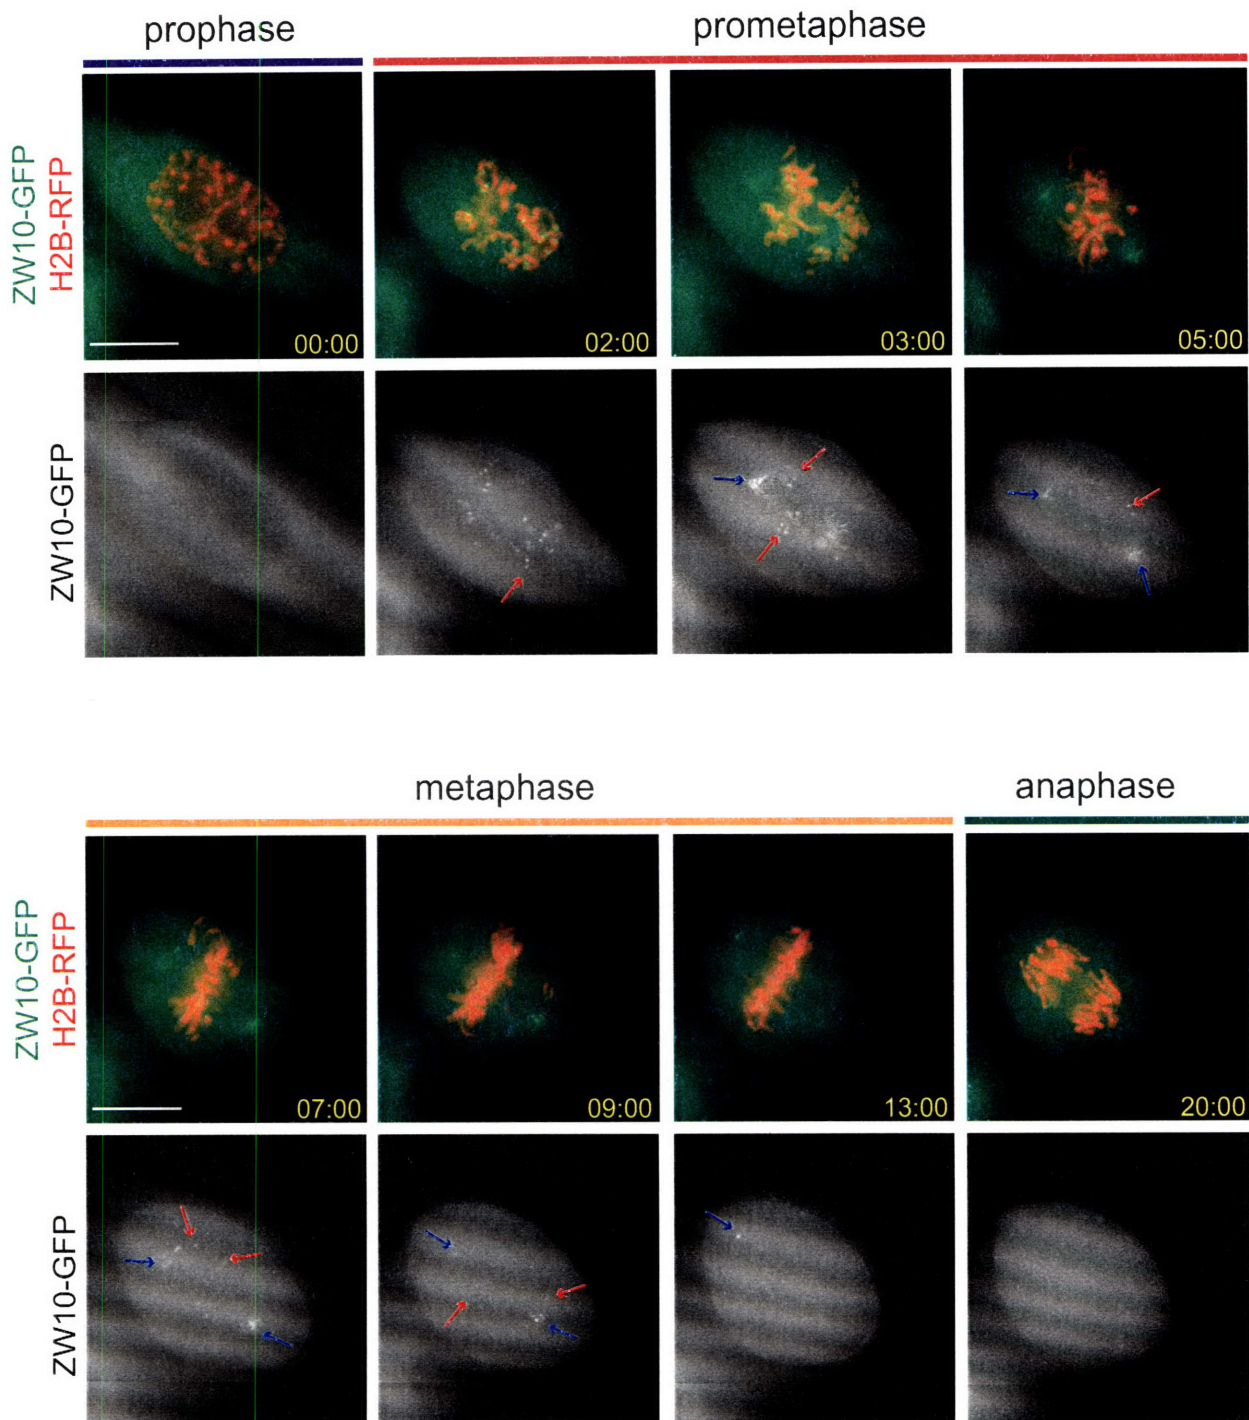 prophase
prometaphase
ZW10-GFP
H2B-RFP
00:00
02:00
03:00
05:00
ZW10-GFP
metaphase
anaphase
ZW10-GFP
H2B-RFP
07:00
09:00
13:00
20:00
ZW10-GFP